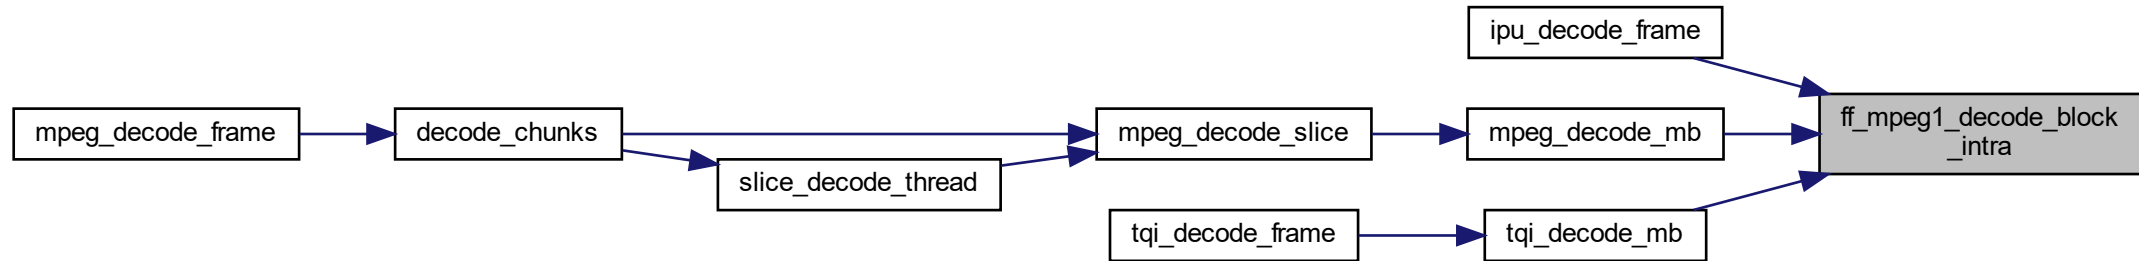 ipu_decode_frame
mpeg_decode_frame
decode_chunks
mpeg_decode_slice
mpeg_decode_mb
ff_mpeg1_decode_block
_intra
slice_decode_thread
tqi_decode_frame
tqi_decode_mb